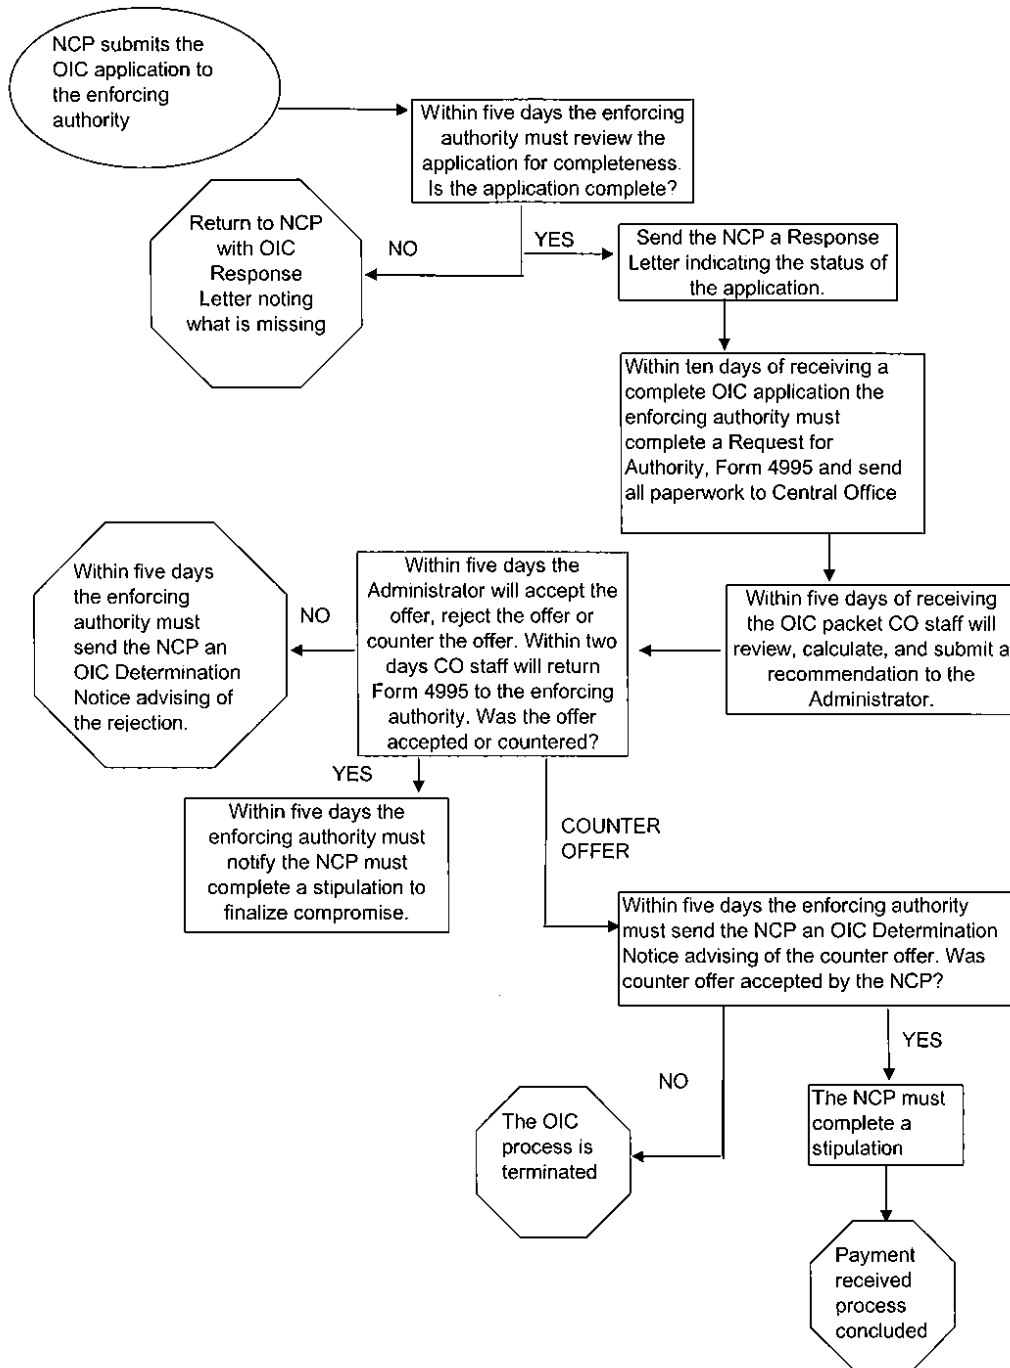 NCP submits the
OIC application to
the enforcing
authority
Within five days the enforcing
authority must review the
application for completeness.
Is the application complete?
Return to NCP
with OIC
Response
Letter noting
what is missing
NO
YES
Send the NCP a Response
Letter indicating the status of
the application.
Within ten days of receiving a
complete OIC application the
enforcing authority must
complete a Request for
Authority, Form 4995 and send
all paperwork to Central Office
Within five days of receiving
the OIC packet CO staff will
review, calculate, and submit a
recommendation to the
Administrator.
Within five days the
Administrator will accept the
offer, reject the offer or
counter the offer. Within two
days CO staff will return
Form 4995 to the enforcing
authority. Was the offer
accepted or countered?
NO
Within five days
the enforcing
authority must
send the NCP an
OIC Determination
Notice advising of
the rejection.
YES
Within five days the
enforcing authority must
notify the NCP must
complete a stipulation to
finalize compromise.
COUNTER
OFFER
Within five days the enforcing authority
must send the NCP an OIC Determination
Notice advising of the counter offer. Was
counter offer accepted by the NCP?
NO
YES
The OIC
process is
terminated
The NCP must
complete a
stipulation
Payment
received
process
concluded